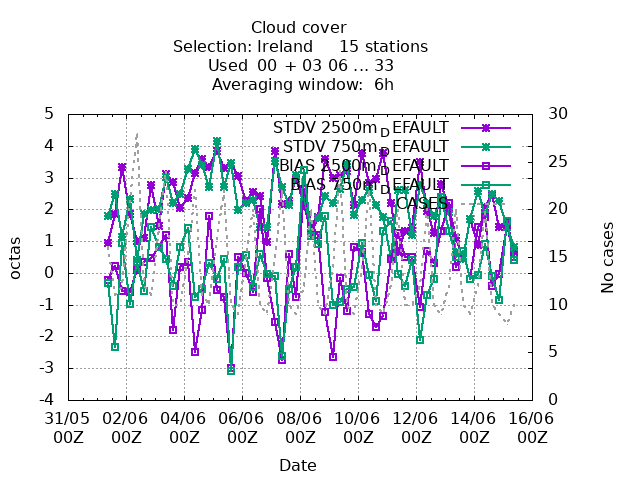 Cloud cover
Selection: Ireland 15 stations
Used 00 + 03 06 ... 33
Averaging window: 6h
5
4
3
2
1
0
-1
-2
-3
-4
octas
30
25
20
15
10
5
0
No cases
STDV 2500m_DEFAULT
STDV 750m_DEFAULT
BIAS 2500m_DEFAULT
BIAS 750m_DEFAULT
CASES
31/05 02/06 04/06 06/06 08/06 10/06 12/06 14/06 16/06
00Z 00Z 00Z 00Z 00Z 00Z 00Z 00Z 00Z
Date